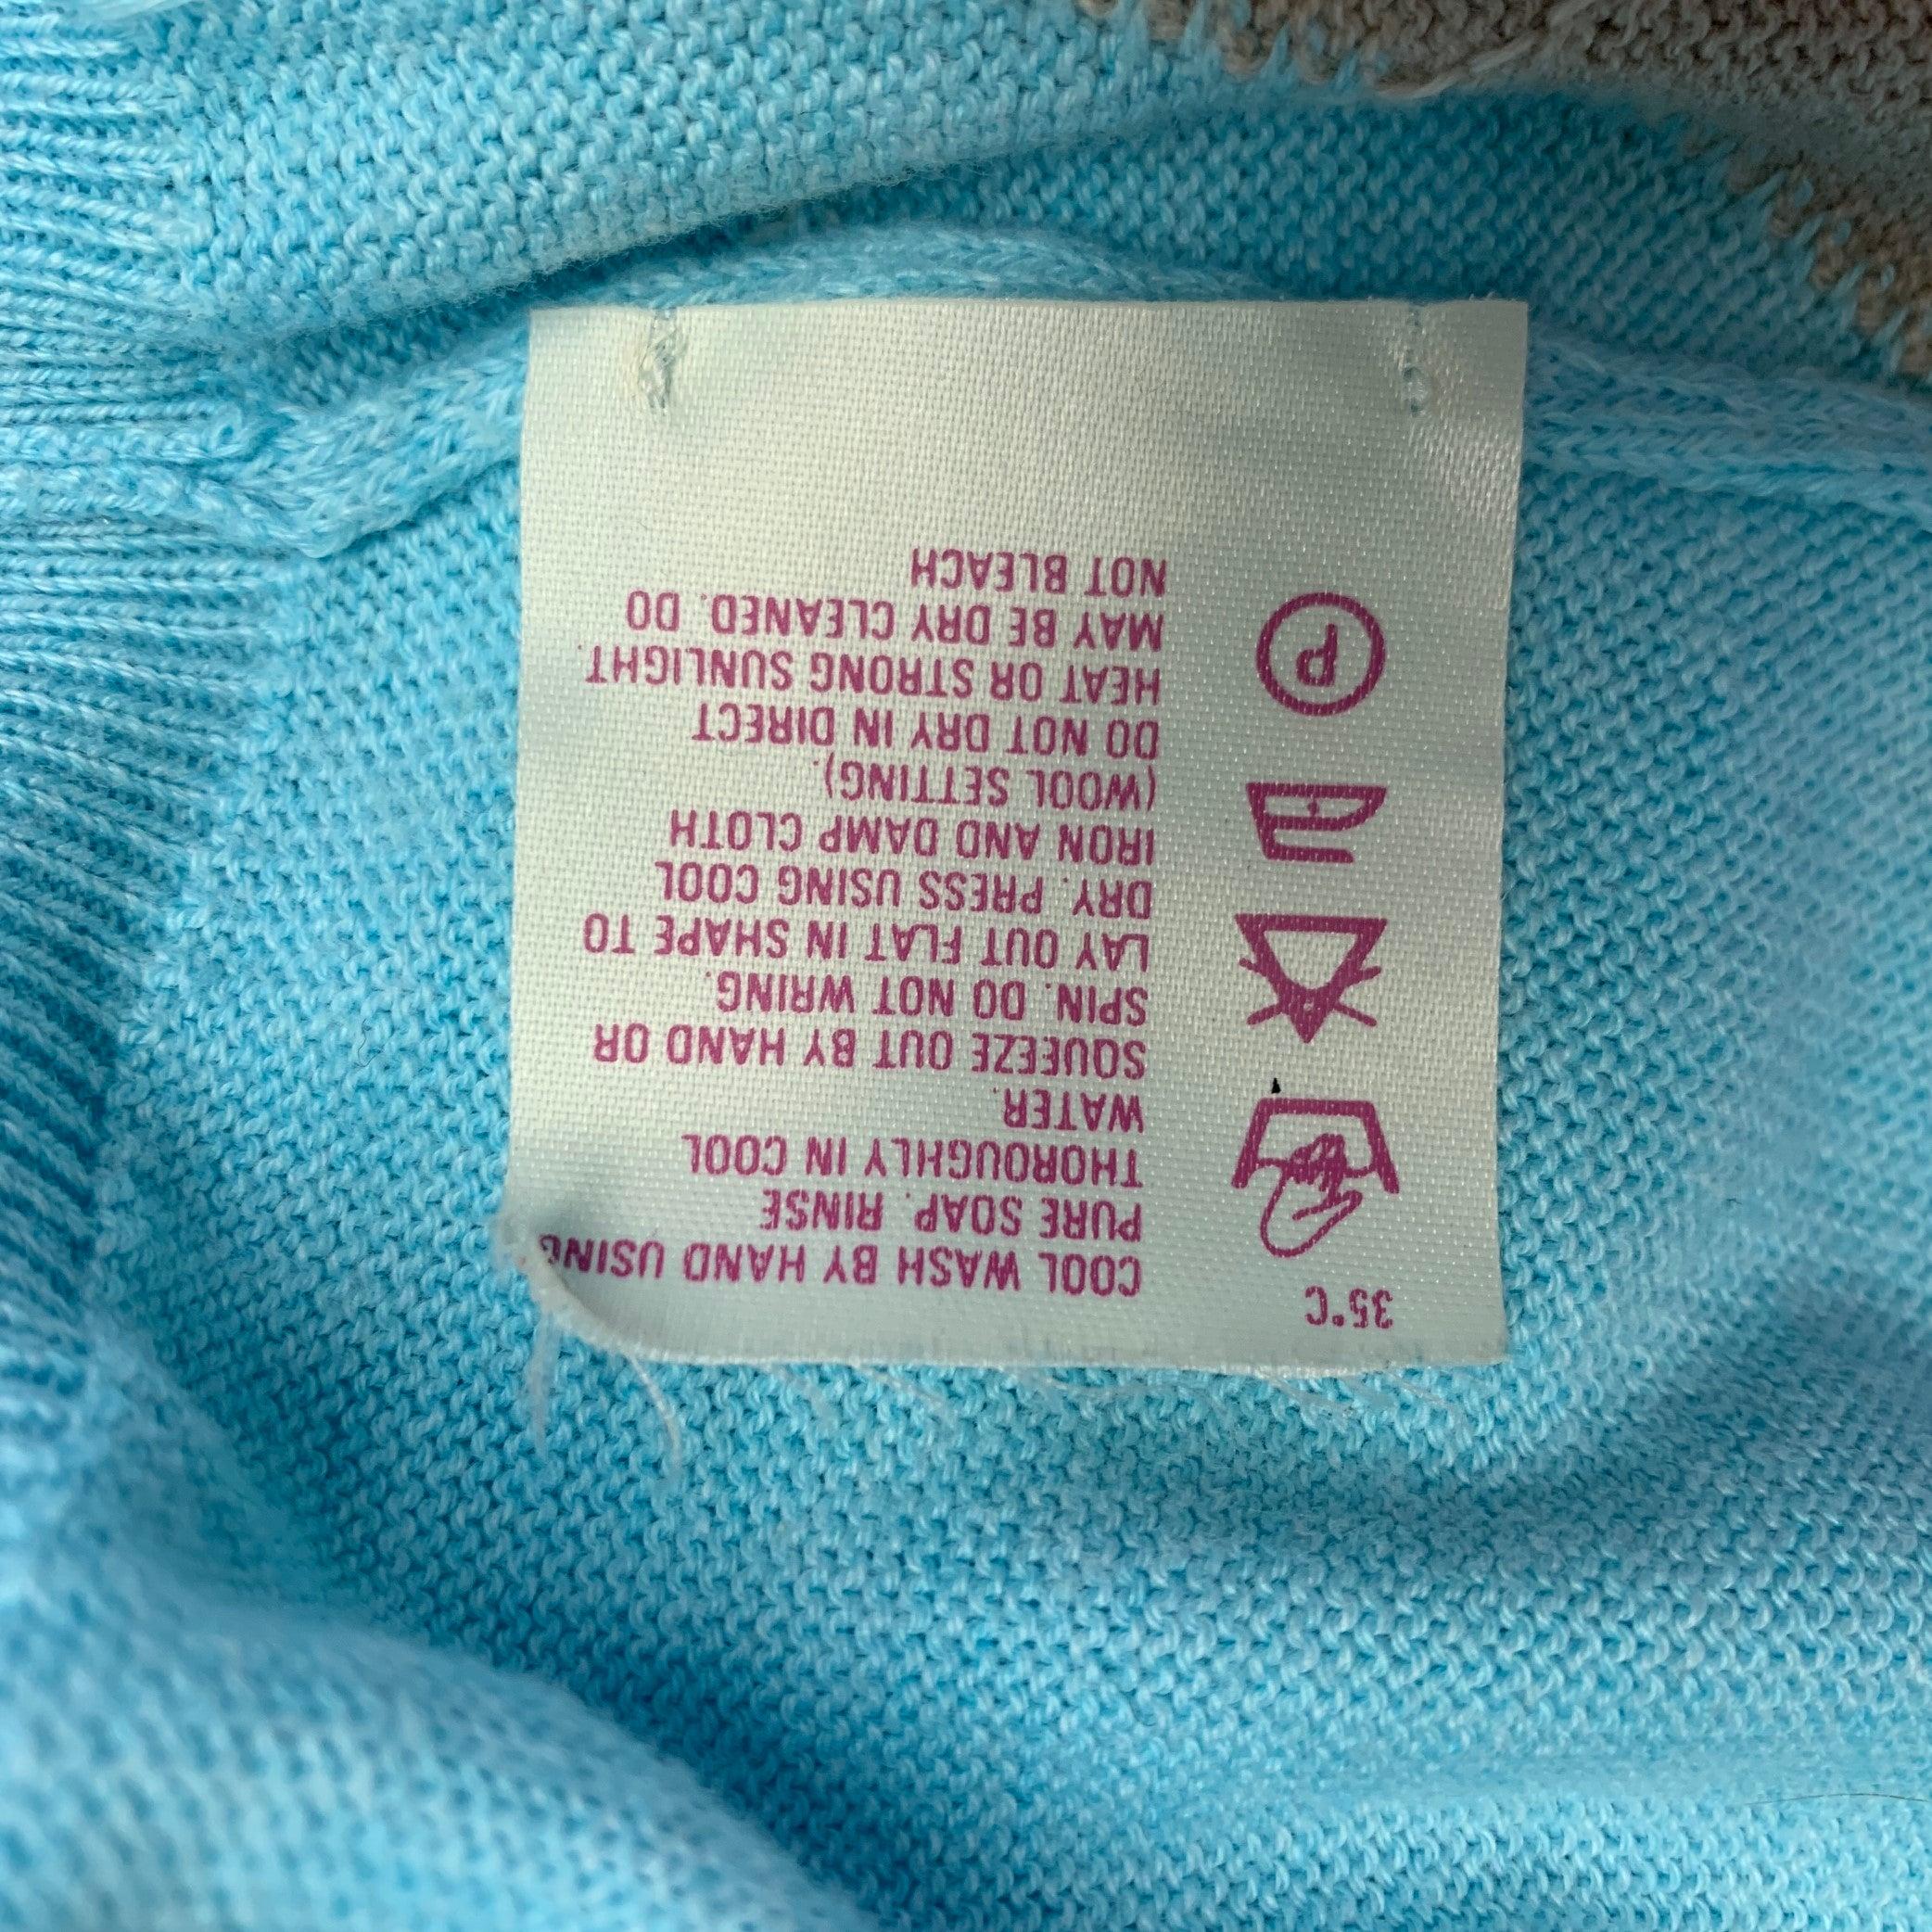 35°C
COOL WASH BY HAND USING
PURE SOAP. RINSE
THOROUGHLY IN COOL
WATER.
SQUEEZE OUT BY HAND OR
SPIN. DO NOT WRING.
LAY OUT FLAT IN SHAPE TO
DRY. PRESS USING COOL
IRON AND DAMP CLOTH
(WOOL SETTING).
DO NOT DRY IN DIRECT
HEAT OR STRONG SUNLIGHT.
MAY BE DRY CLEANED. DO
NOT BLEACH
P